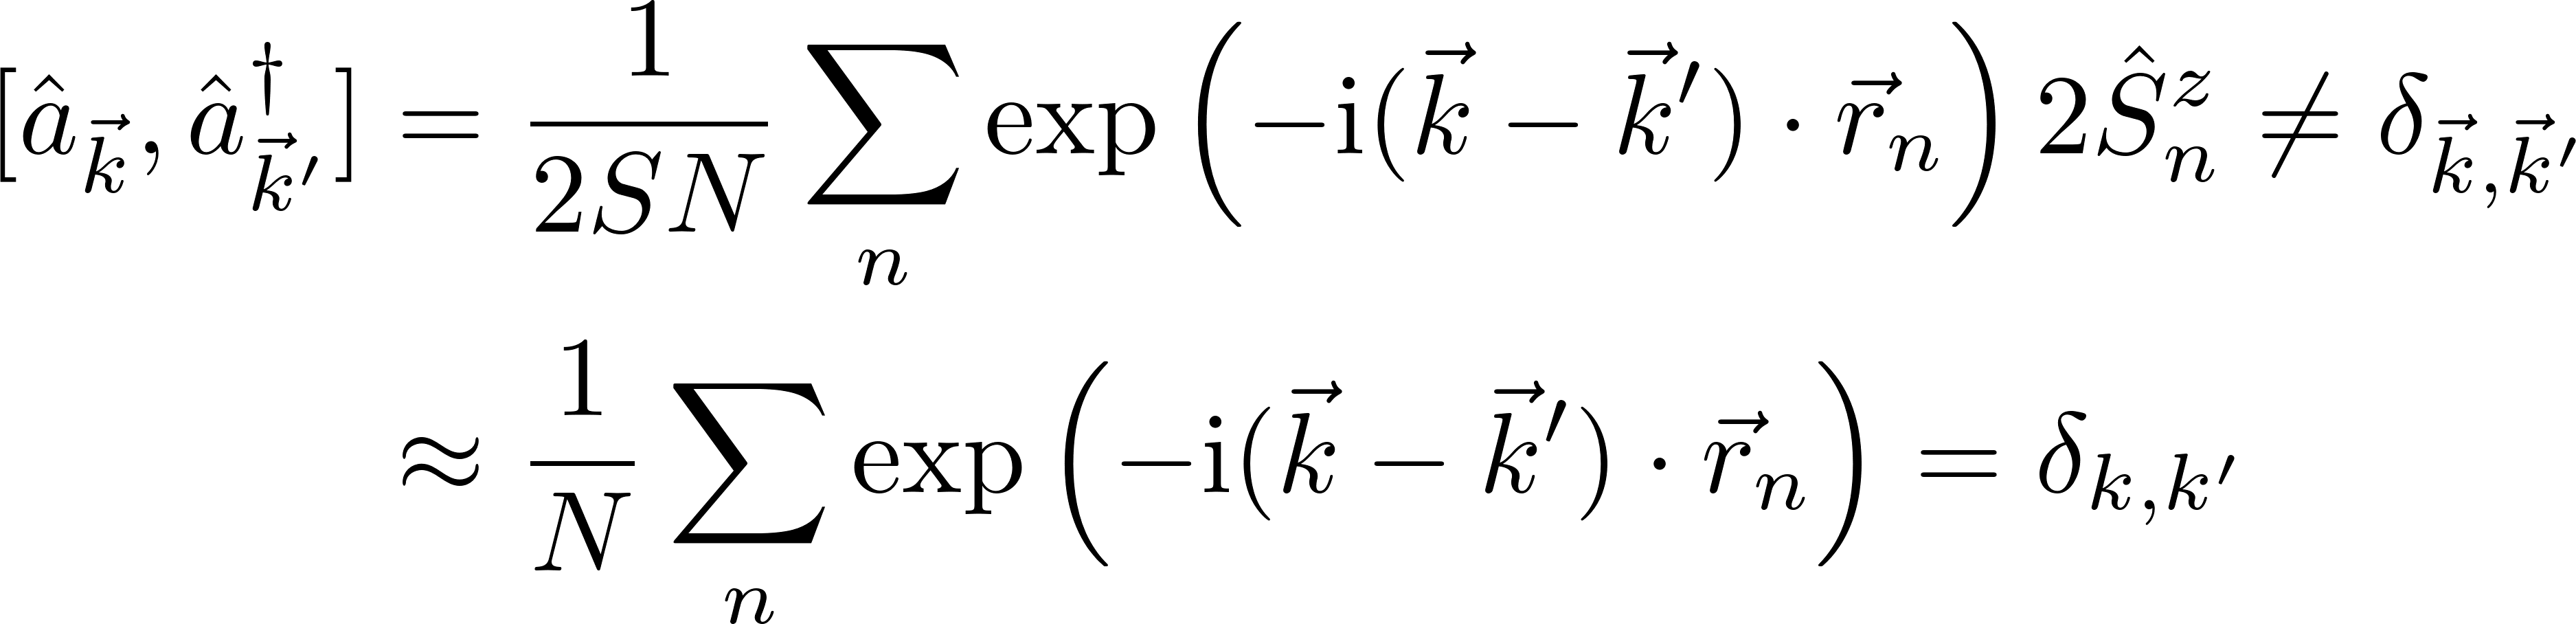 [\hat{a}_{\vec{k}}, \hat{a}^{\dagger}_{\vec{k}'}] = \frac{1}{2SN} \sum_{n} \exp\left(-\mathrm{i}(\vec{k} - \vec{k}') \cdot \vec{r}_n\right) 2\hat{S}^z_n \neq \delta_{\vec{k},\vec{k}'}
\approx \frac{1}{N} \sum_{n} \exp\left(-\mathrm{i}(\vec{k} - \vec{k}') \cdot \vec{r}_n\right) = \delta_{k,k'}